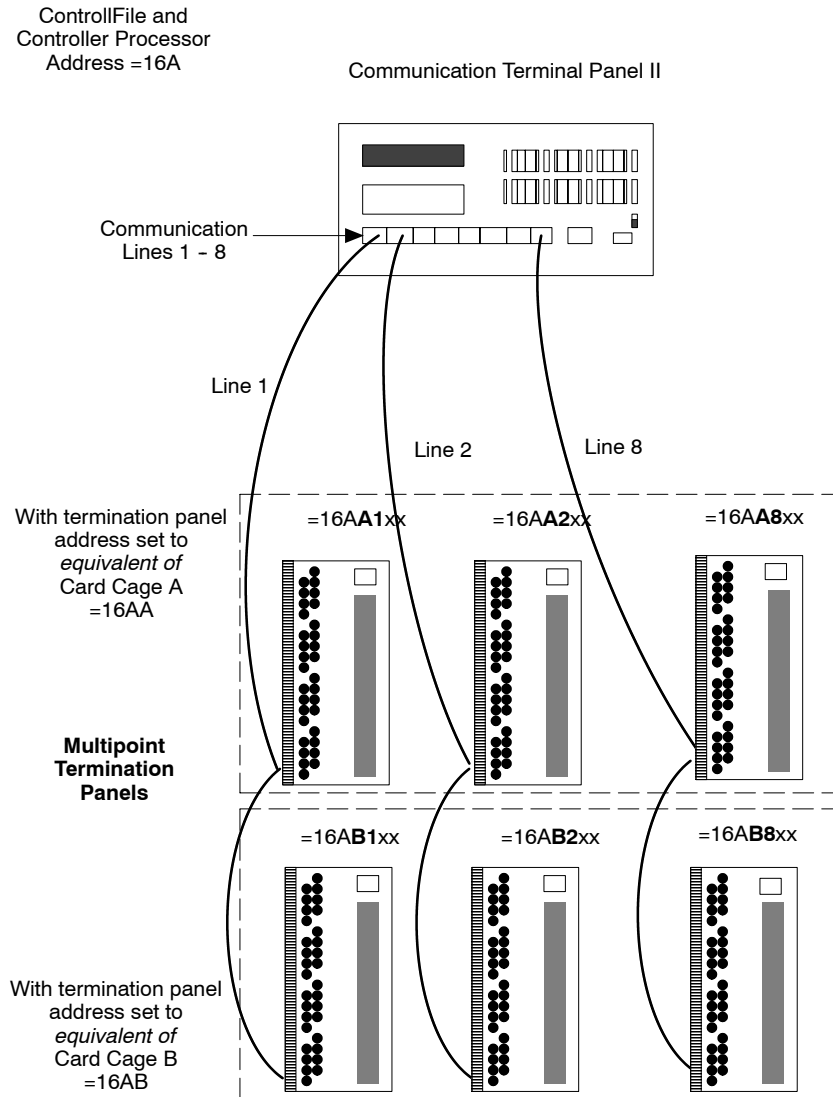 ControllFile and
Controller Processor
Address =16A
Communication Terminal Panel II
Communication
Lines 1 - 8
Line 1
Line 2
Line 8
With termination panel
address set to
equivalent of
Card Cage A
=16AA
=16AA1xx
=16AA2xx
=16AA8xx
Multipoint
Termination
Panels
=16AB1xx
=16AB2xx
=16AB8xx
With termination panel
address set to
equivalent of
Card Cage B
=16AB